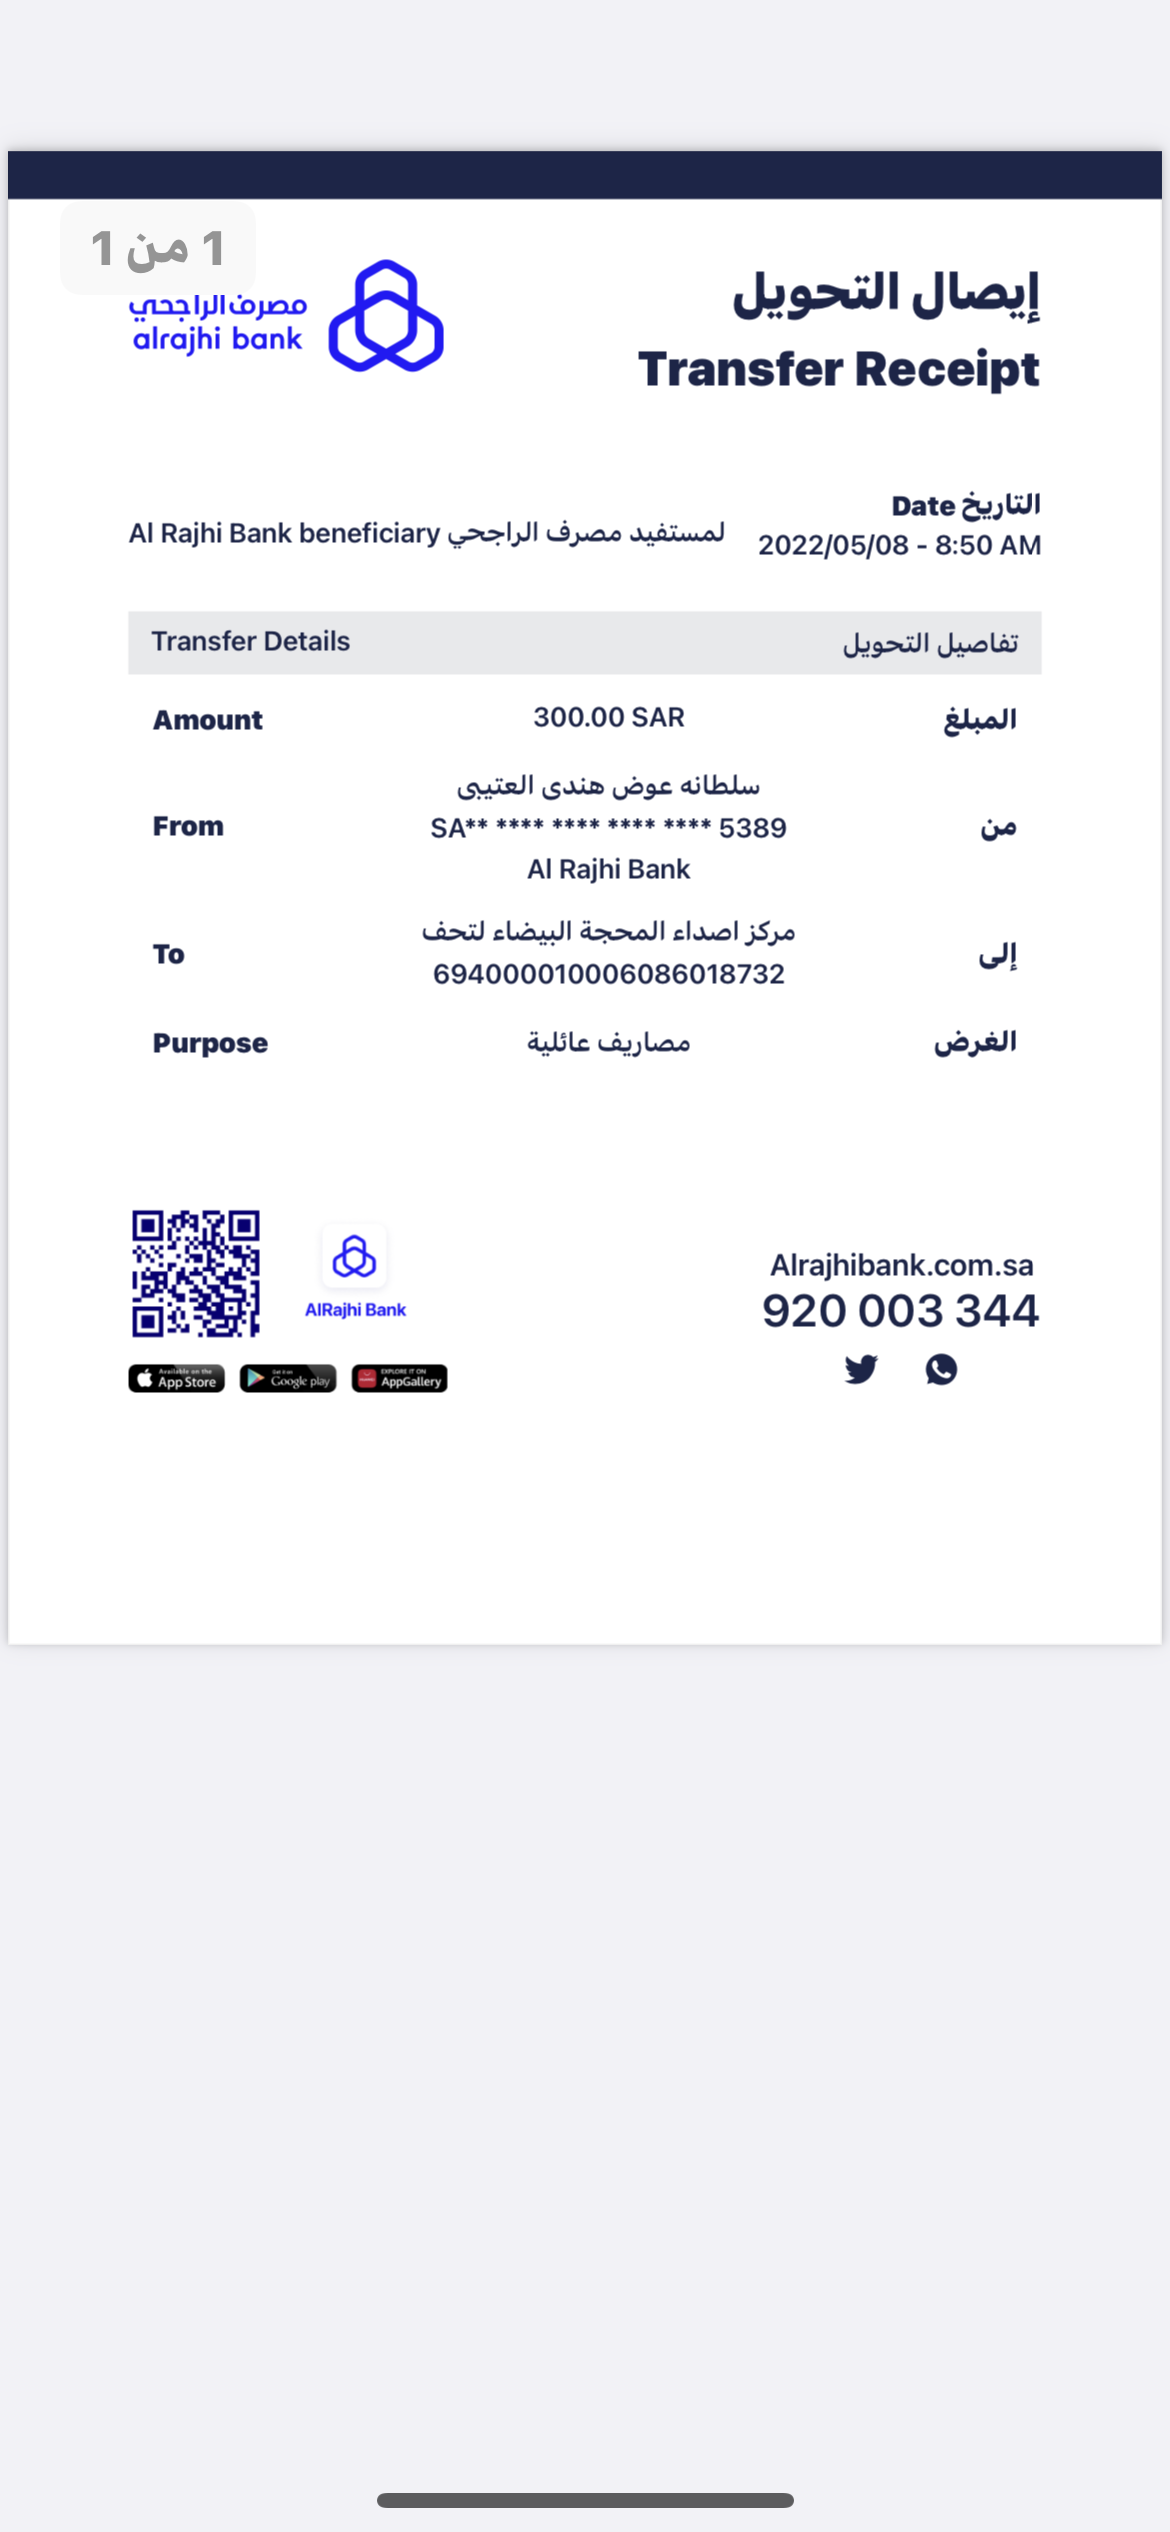 1 من 1
مصرف الراجحي
alrajhi bank
إيصال التحويل
Transfer Receipt
التاريخ Date
2022/05/08 - 8:50 AM
لمستفيد مصرف الراجحي Al Rajhi Bank beneficiary
Transfer Details تفاصيل التحويل
Amount 300.00 SAR المبلغ
سلطانه عوض هندى العتيبى
From SA** **** **** **** **** 5389 من
Al Rajhi Bank
مركز اصداء المحجة البيضاء لتحف
To إلى
694000010006086018732
Purpose مصاريف عائلية الغرض
AlRajhi Bank
Available on the App Store
Get it on Google play
EXPLORE IT ON AppGallery
Alrajhibank.com.sa
920 003 344